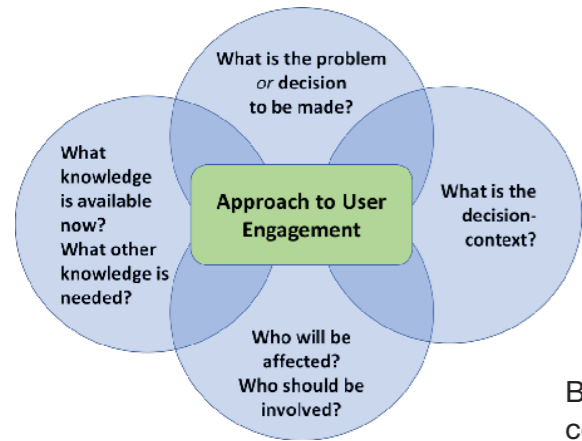 What is the problem
or decision
to be made?
What
knowledge
is available
now?
What other
knowledge is
needed?
Approach to User
Engagement
What is the
decision-
context?
Who will be
affected?
Who should be
involved?